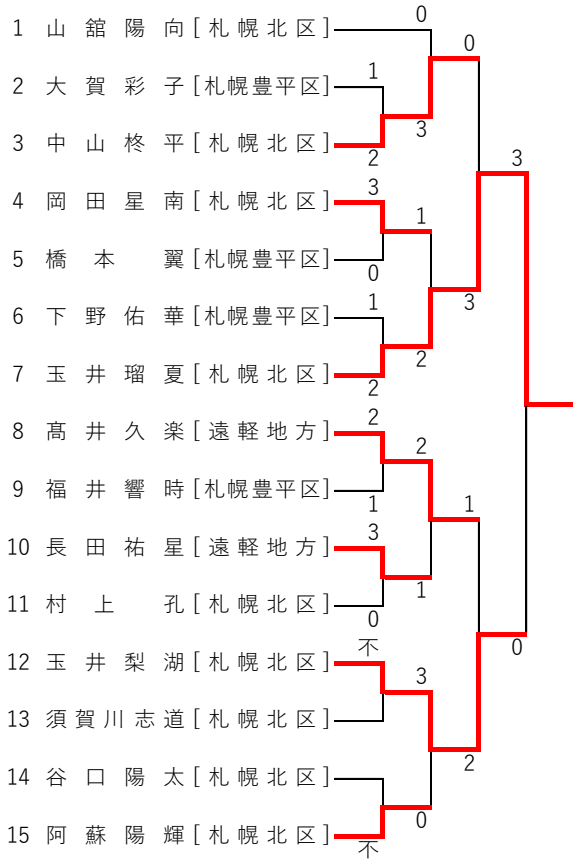 1 山舘陽向[札幌北区]
0
0
2 大賀彩子[札幌豊平区]
1
3
3 中山柊平[札幌北区]
2
3
4 岡田星南[札幌北区]
3
1
5 橋本翼[札幌豊平区]
0
3
6 下野佑華[札幌豊平区]
1
2
7 玉井瑠夏[札幌北区]
2
8 髙井久楽[遠軽地方]
2
2
9 福井響時[札幌豊平区]
1
1
10 長田祐星[遠軽地方]
3
1
11 村上孔[札幌北区]
0
0
12 玉井梨湖[札幌北区]
不
3
13 須賀川志道[札幌北区]
2
14 谷口陽太[札幌北区]
0
15 阿蘇陽輝[札幌北区]
不